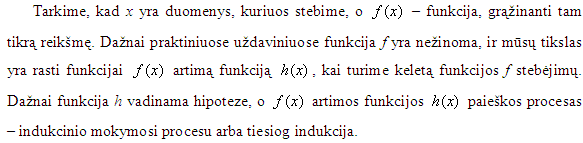 Tarkime, kad x yra duomenys, kuriuos stebime, o f(x) – funkcija, grąžinanti tam
tikrą reikšmę. Dažnai praktiniuose uždaviniuose funkcija f yra nežinoma, ir mūsų tikslas
yra rasti funkcijai f(x) artimą funkciją h(x), kai turime keletą funkcijos f stebėjimų.
Dažnai funkcija h vadinama hipoteze, o f(x) artimos funkcijos h(x) paieškos procesas
– indukcinio mokymosi procesu arba tiesiog indukcija.